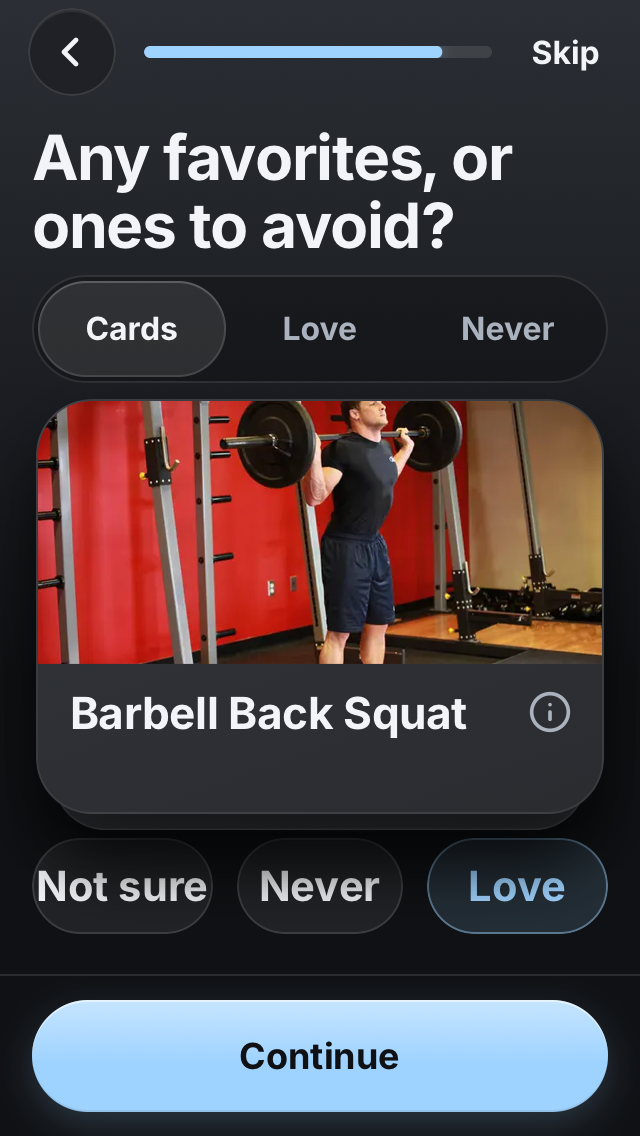 Skip
Any favorites, or
ones to avoid?
Cards
Love
Never
Barbell Back Squat
Not sure
Never
Love
Continue